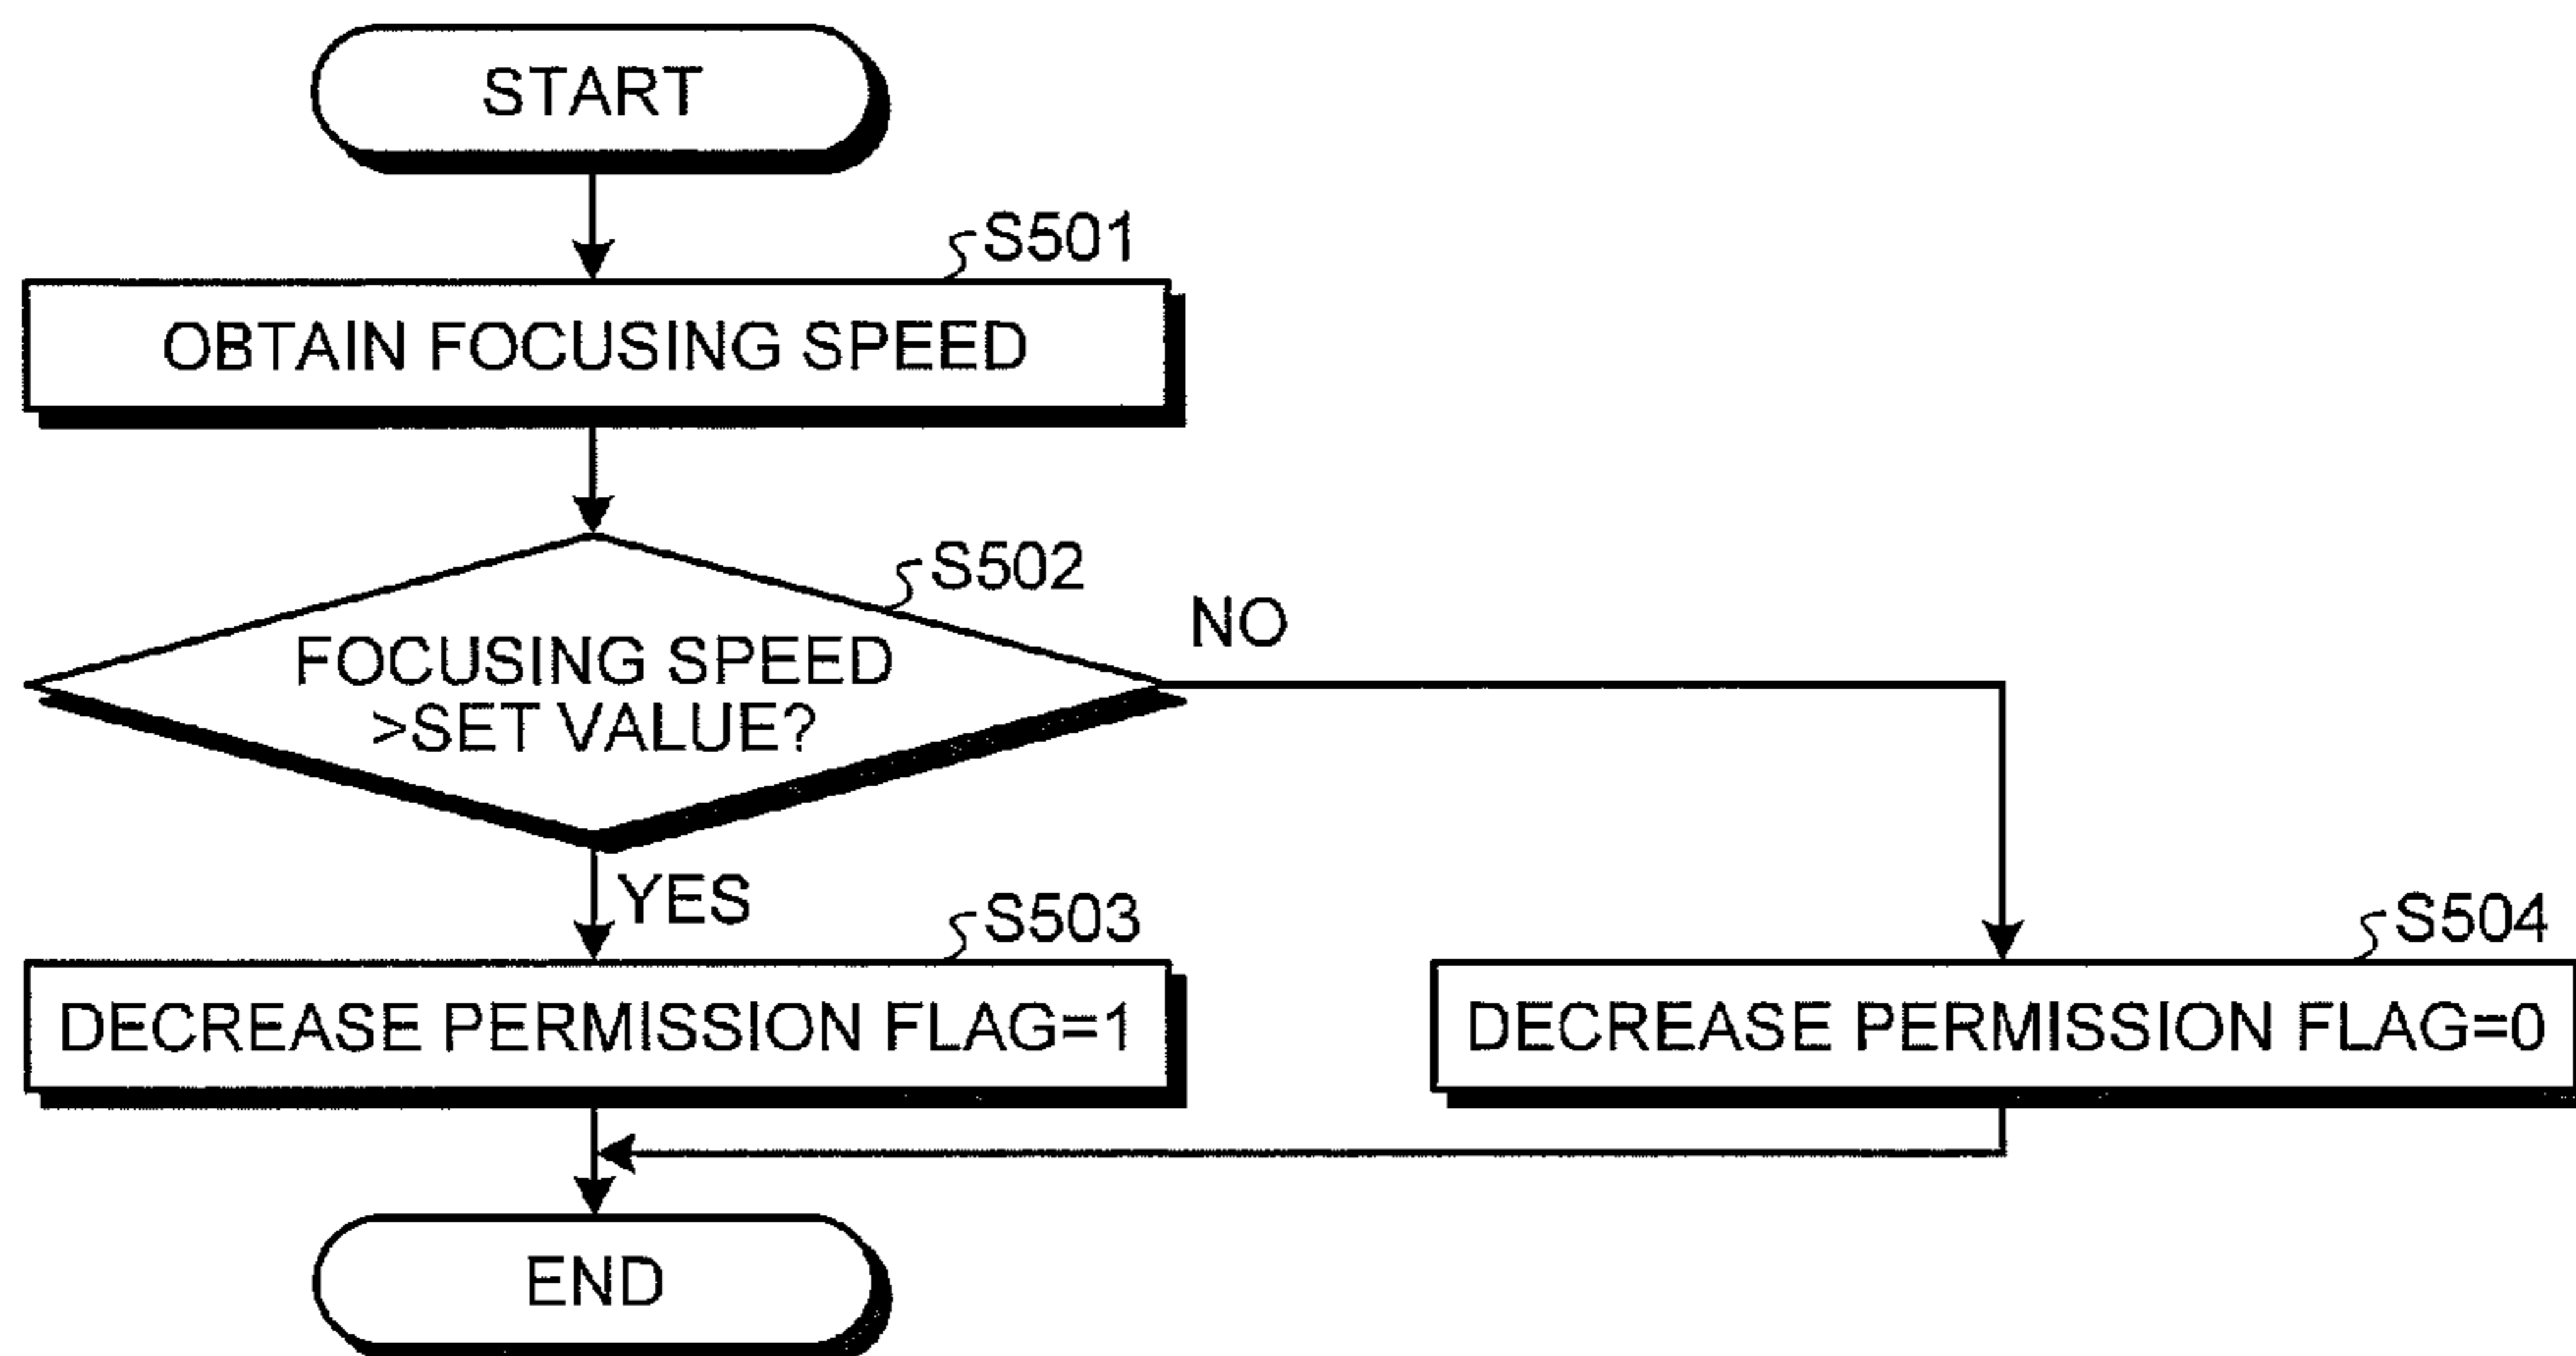 START
S501
OBTAIN FOCUSING SPEED
S502
NO
FOCUSING SPEED
>SET VALUE?
YES
S503
DECREASE PERMISSION FLAG=1
S504
DECREASE PERMISSION FLAG=0
END